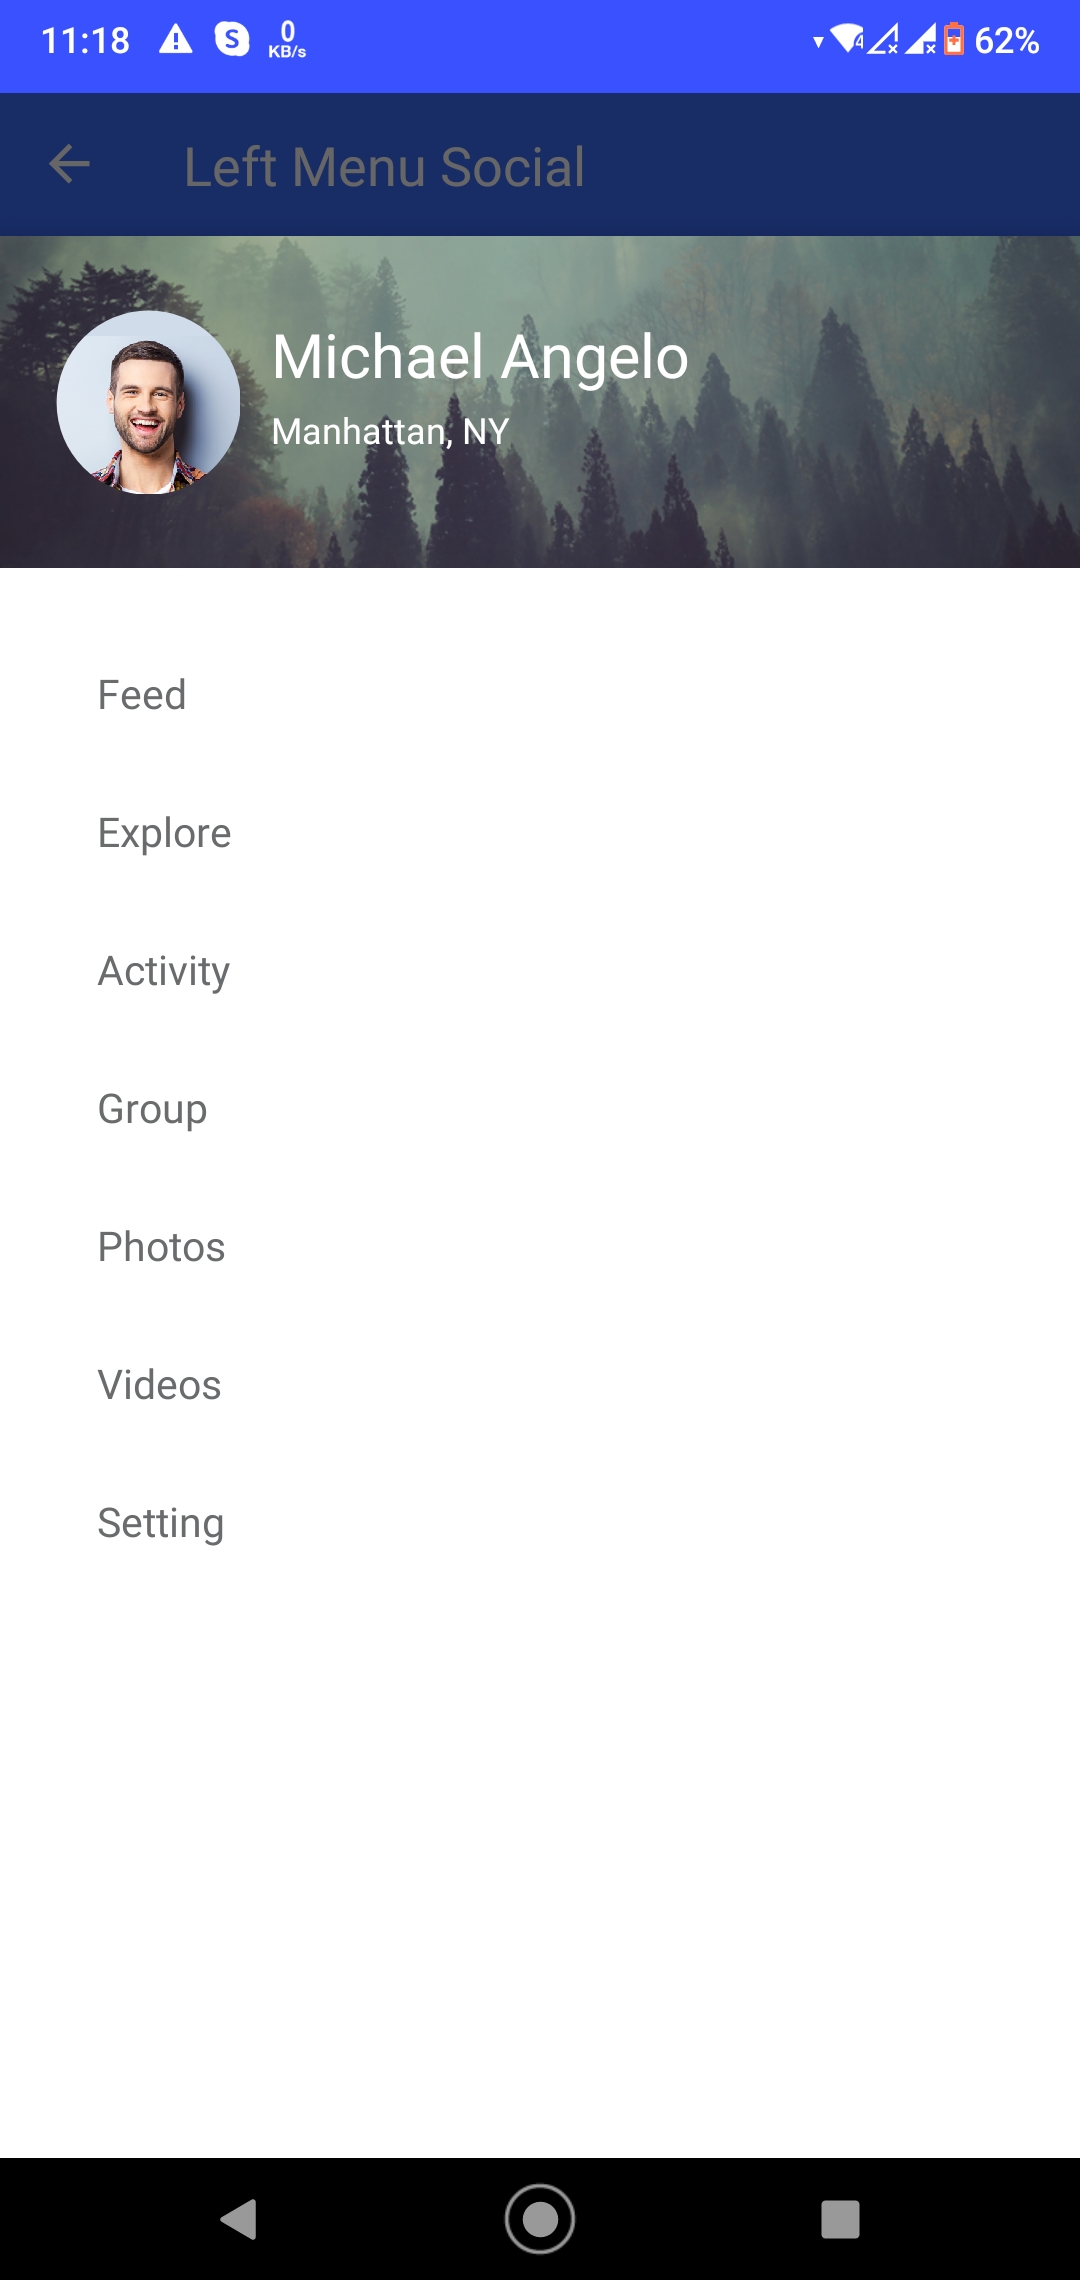 11:18 0 KB/s 4 62%
Left Menu Social
Michael Angelo
Manhattan, NY
Feed
Explore
Activity
Group
Photos
Videos
Setting